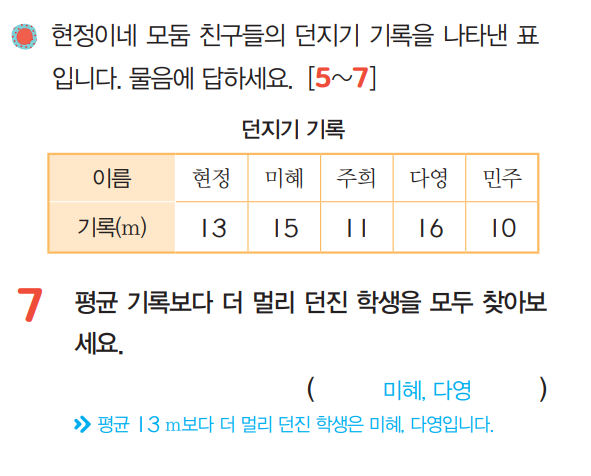 현정이네 모둠 친구들의 던지기 기록을 나타낸 표
입니다. 물음에 답하세요. [5~7]
던지기 기록
이름 현정 미혜 주희 다영 민주
기록(m) 13 15 11 16 10
7 평균 기록보다 더 멀리 던진 학생을 모두 찾아보
세요.
( 미혜, 다영 )
평균 13 m보다 더 멀리 던진 학생은 미혜, 다영입니다.